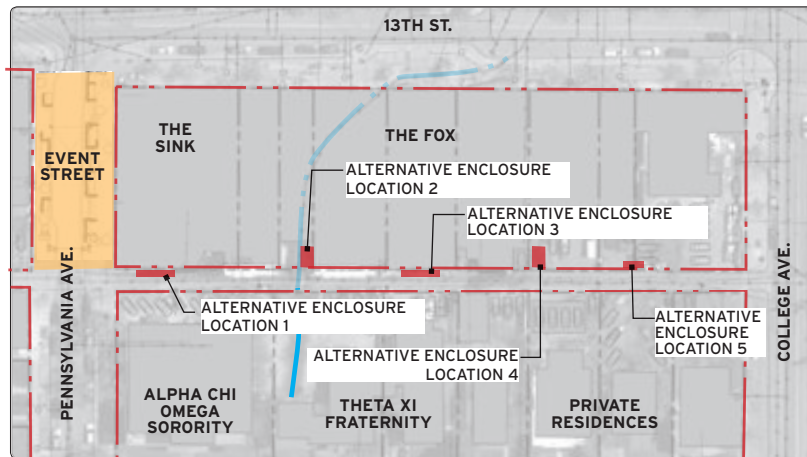 13TH ST.
THE
SINK
THE FOX
EVENT
STREET
ALTERNATIVE ENCLOSURE
LOCATION 2
ALTERNATIVE ENCLOSURE
LOCATION 3
PENNSYLVANIA AVE.
COLLEGE AVE.
ALTERNATIVE ENCLOSURE
LOCATION 1
ALTERNATIVE ENCLOSURE
LOCATION 4
ALTERNATIVE
ENCLOSURE
LOCATION 5
ALPHA CHI
OMEGA
SORORITY
THETA XI
FRATERNITY
PRIVATE
RESIDENCES